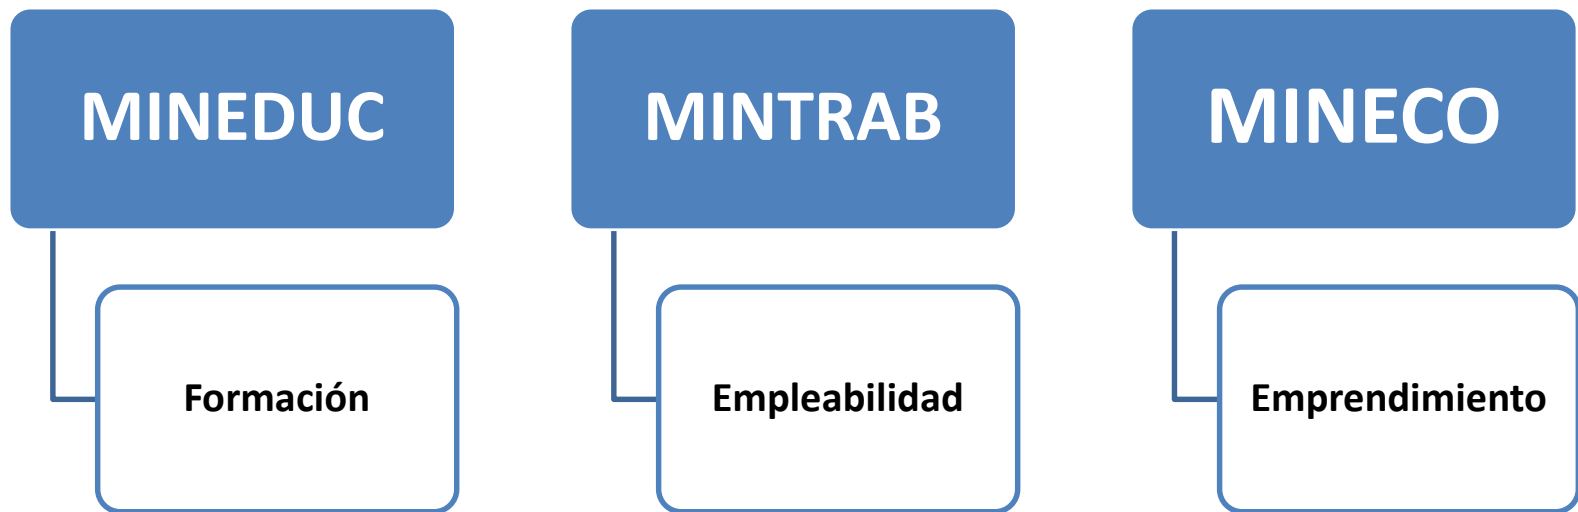 MINEDUC
MINTRAB
MINECO
Formación
Empleabilidad
Emprendimiento